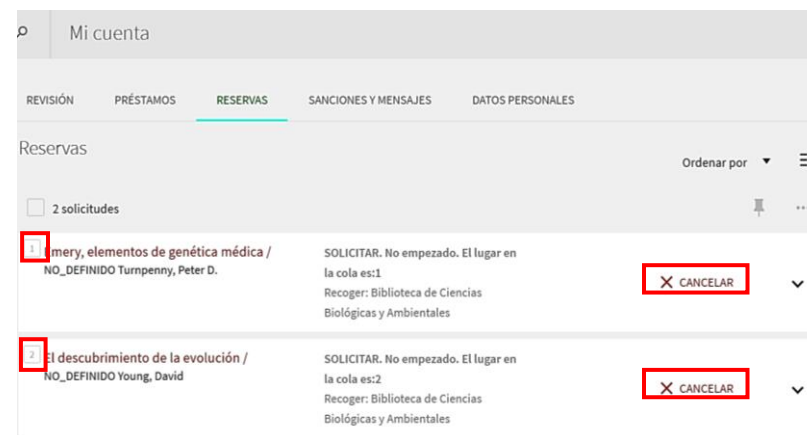 Mi cuenta
REVISIÓN PRÉSTAMOS RESERVAS SANCIONES Y MENSAJES DATOS PERSONALES
Reservas
Ordenar por
2 solicitudes
1 Emery, elementos de genética médica /
NO_DEFINIDO Turnpenny, Peter D.
SOLICITAR. No empezado. El lugar en
la cola es:1
Recoger: Biblioteca de Ciencias
Biológicas y Ambientales
CANCELAR
2 El descubrimiento de la evolución /
NO_DEFINIDO Young, David
SOLICITAR. No empezado. El lugar en
la cola es:2
Recoger: Biblioteca de Ciencias
Biológicas y Ambientales
CANCELAR